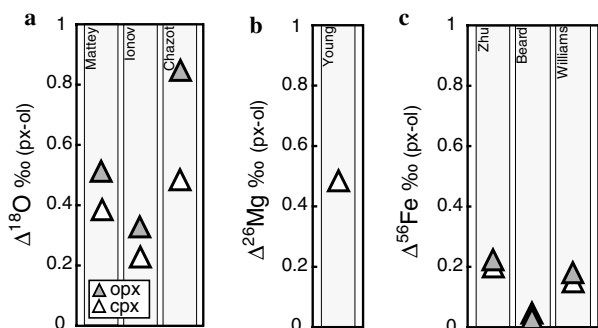 a
Δ18O ‰ (px-ol)
1
0.8
0.6
0.4
0.2
0
Mattey
Ionov
Chazot
opx
cpx
b
Δ26Mg ‰ (px-ol)
1
0.8
0.6
0.4
0.2
0
Young
c
Δ56Fe ‰ (px-ol)
1
0.8
0.6
0.4
0.2
0
Zhu
Beard
Williams